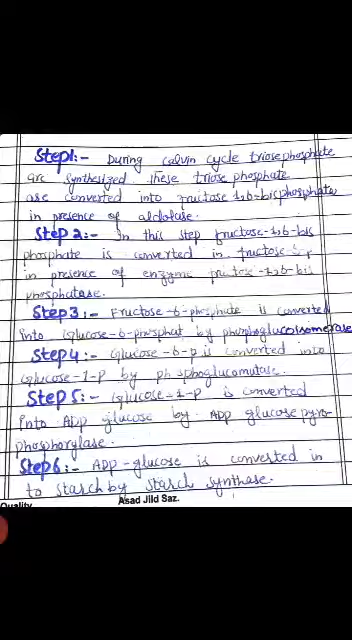 Step1:- During calvin cycle triosephosphate
are synthesized these triose phosphate
are converted into fructose 1,6-bisphosphate
in presence of aldolase.
Step 2:- In this step fructose-1,6-bis
phosphate is converted in fructose-6-p
in presence of enzyme fructose-1,6-bis
phosphatase.
Step 3:- Fructose-6-phosphate is converted
into Glucose-6-phosphat by phosphoglucoisomerase
Step 4:- Glucose-6-p is converted into
Glucose-1-P by phosphoglucomutase.
Step 5:- Glucose-1-P is converted
into ADP glucose by ADP glucose pyro-
phosphorylase.
Step 6:- ADP-glucose is converted in
to starch by starch synthase.
Quality
Asad Jild Saz.